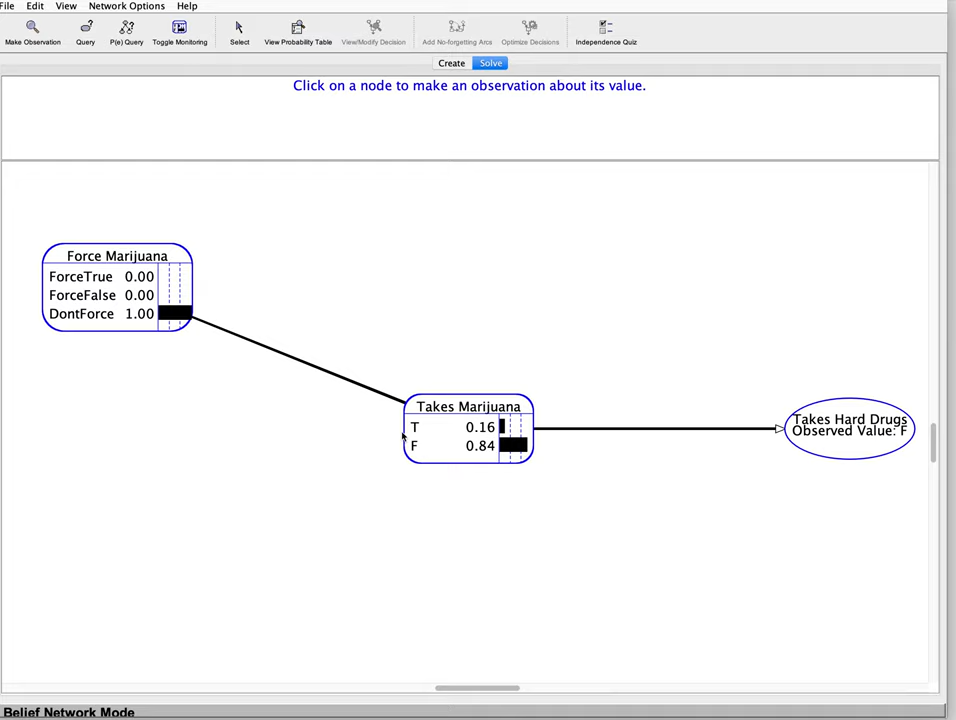 File Edit View Network Options Help
Make Observation Query P(e) Query Toggle Monitoring Select View Probability Table View/Modify Decision Add No-forgetting Arcs Optimize Decisions Independence Quiz
Create Solve
Click on a node to make an observation about its value.
Force Marijuana
ForceTrue 0.00
ForceFalse 0.00
DontForce 1.00
Takes Marijuana
T 0.16
F 0.84
Takes Hard Drugs
Observed Value: F
Belief Network Mode